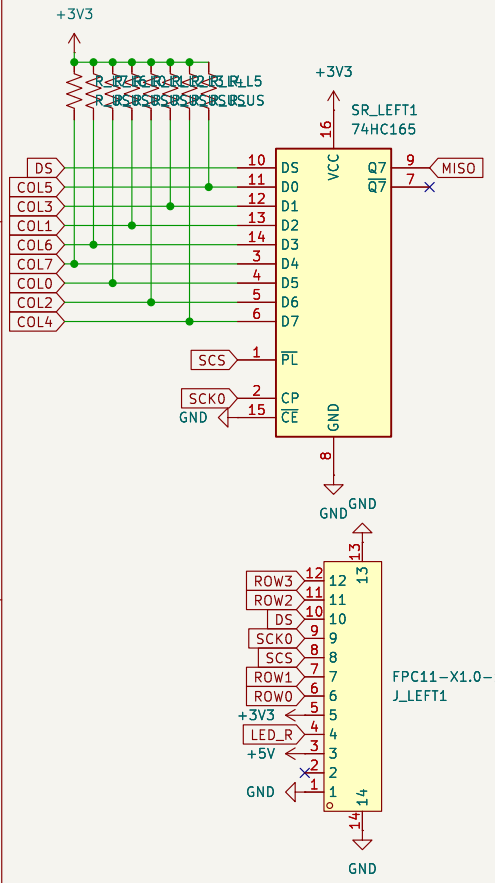 +3V3
+3V3
SR_LEFT1
74HC165
16
VCC
DS 10 DS Q7 9 MISO
COL5 11 D0 Q7 7
COL3 12 D1
COL1 13 D2
COL6 14 D3
COL7 3 D4
COL0 4 D5
COL2 5 D6
COL4 6 D7
SCS 1 PL
SCK0 2 CP
GND 15 CE
GND
8
GND
GND
13
13
ROW3 12 12
ROW2 11 11
DS 10 10
SCK0 9 9
SCS 8 8
ROW1 7 7
ROW0 6 6
+3V3 5 5
LED_R 4 4
+5V 3 3
2 2
GND 1 1
FPC11-X1.0-
J_LEFT1
14
14
GND